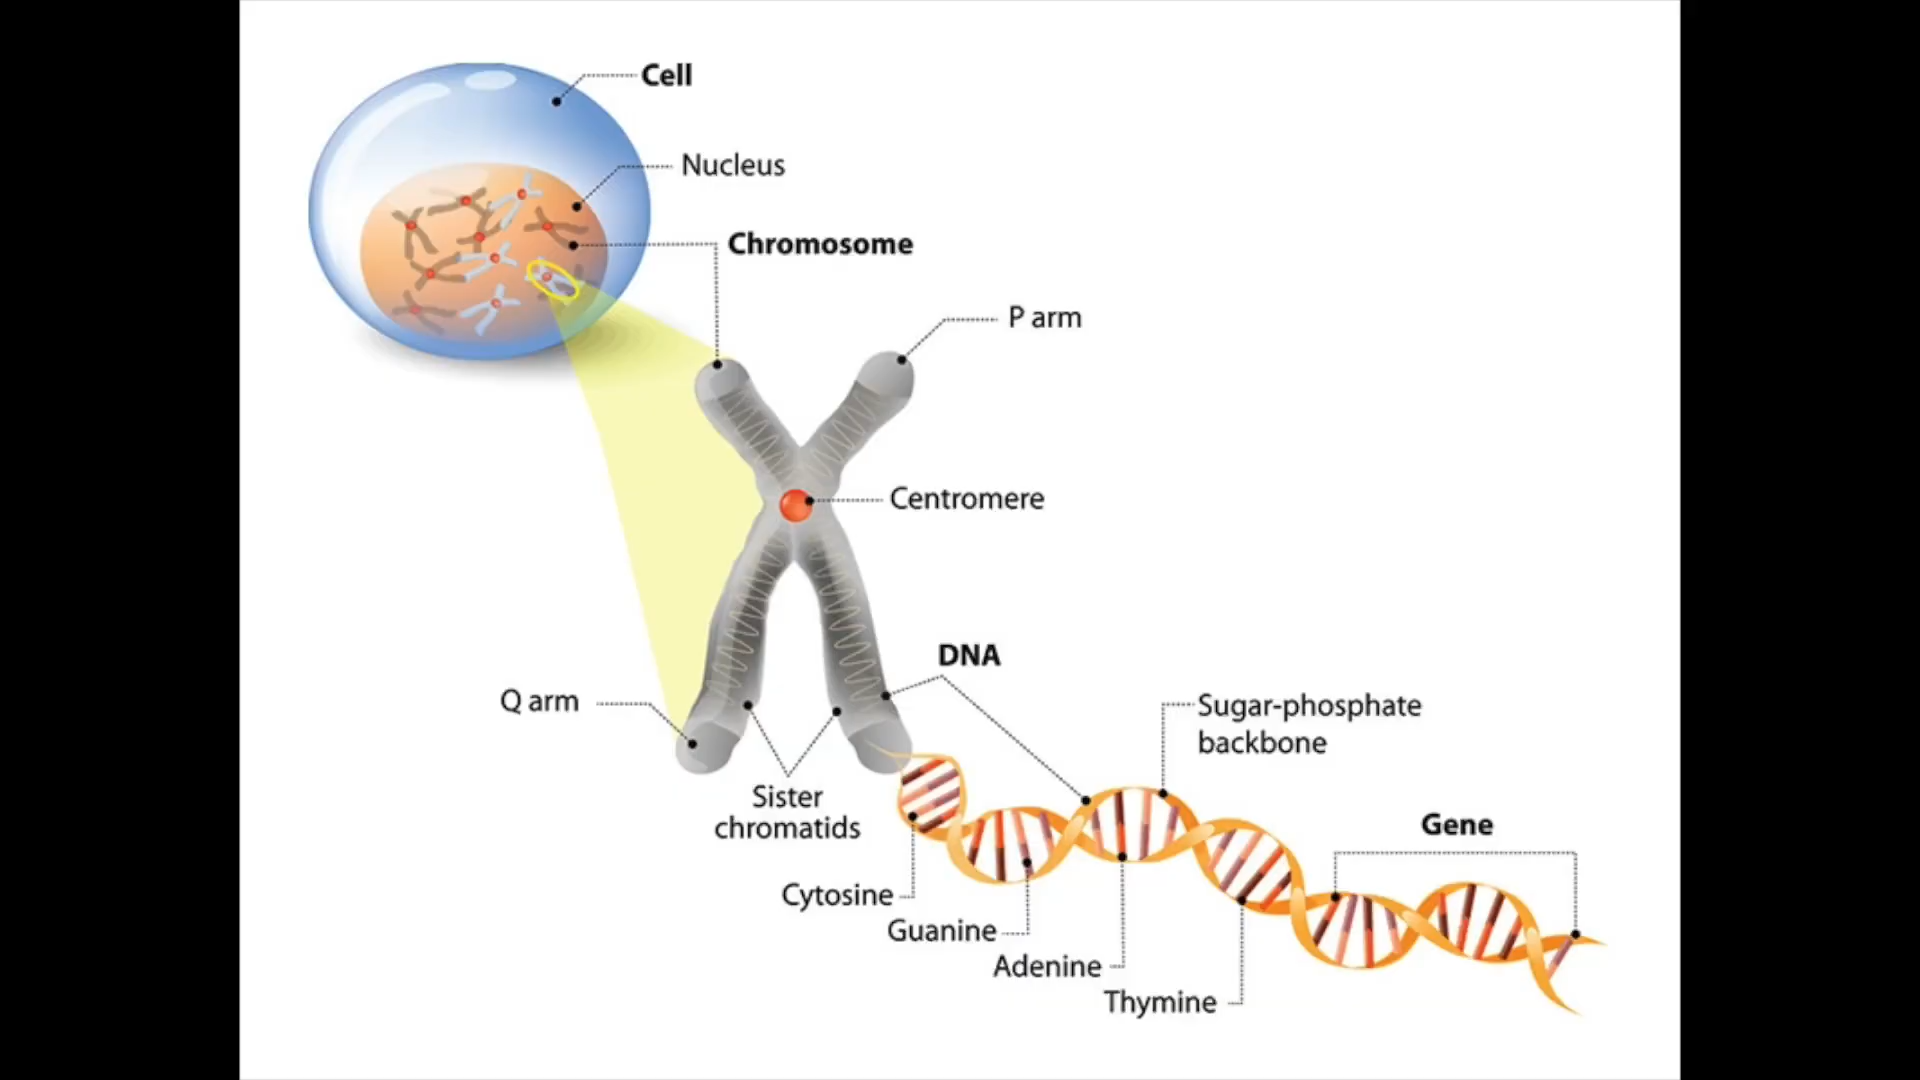 Cell
Nucleus
Chromosome
P arm
Centromere
DNA
Q arm
Sugar-phosphate
backbone
Sister
chromatids
Gene
Cytosine
Guanine
Adenine
Thymine